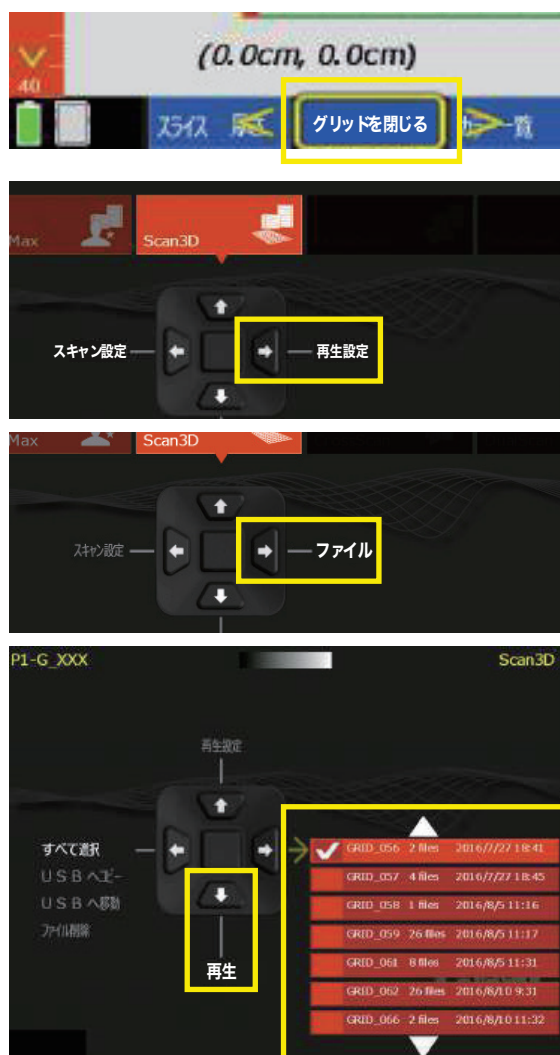 (0.0cm, 0.0cm)
40
スライス
グリッドを閉じる
一覧
Max
Scan3D
スキャン設定
再生設定
Max
Scan3D
スキャン設定
ファイル
P1-G_XXX
Scan3D
再生設定
すべて選択
USBへコピー
USBへ移動
ファイル削除
再生
GRID_056 2 files 2016/7/27 18:41
GRID_057 4 files 2016/7/27 18:45
GRID_058 1 files 2016/8/5 11:16
GRID_059 26 files 2016/8/5 11:17
GRID_061 8 files 2016/8/5 11:31
GRID_062 26 files 2016/8/10 9:31
GRID_066 2 files 2016/8/10 11:32